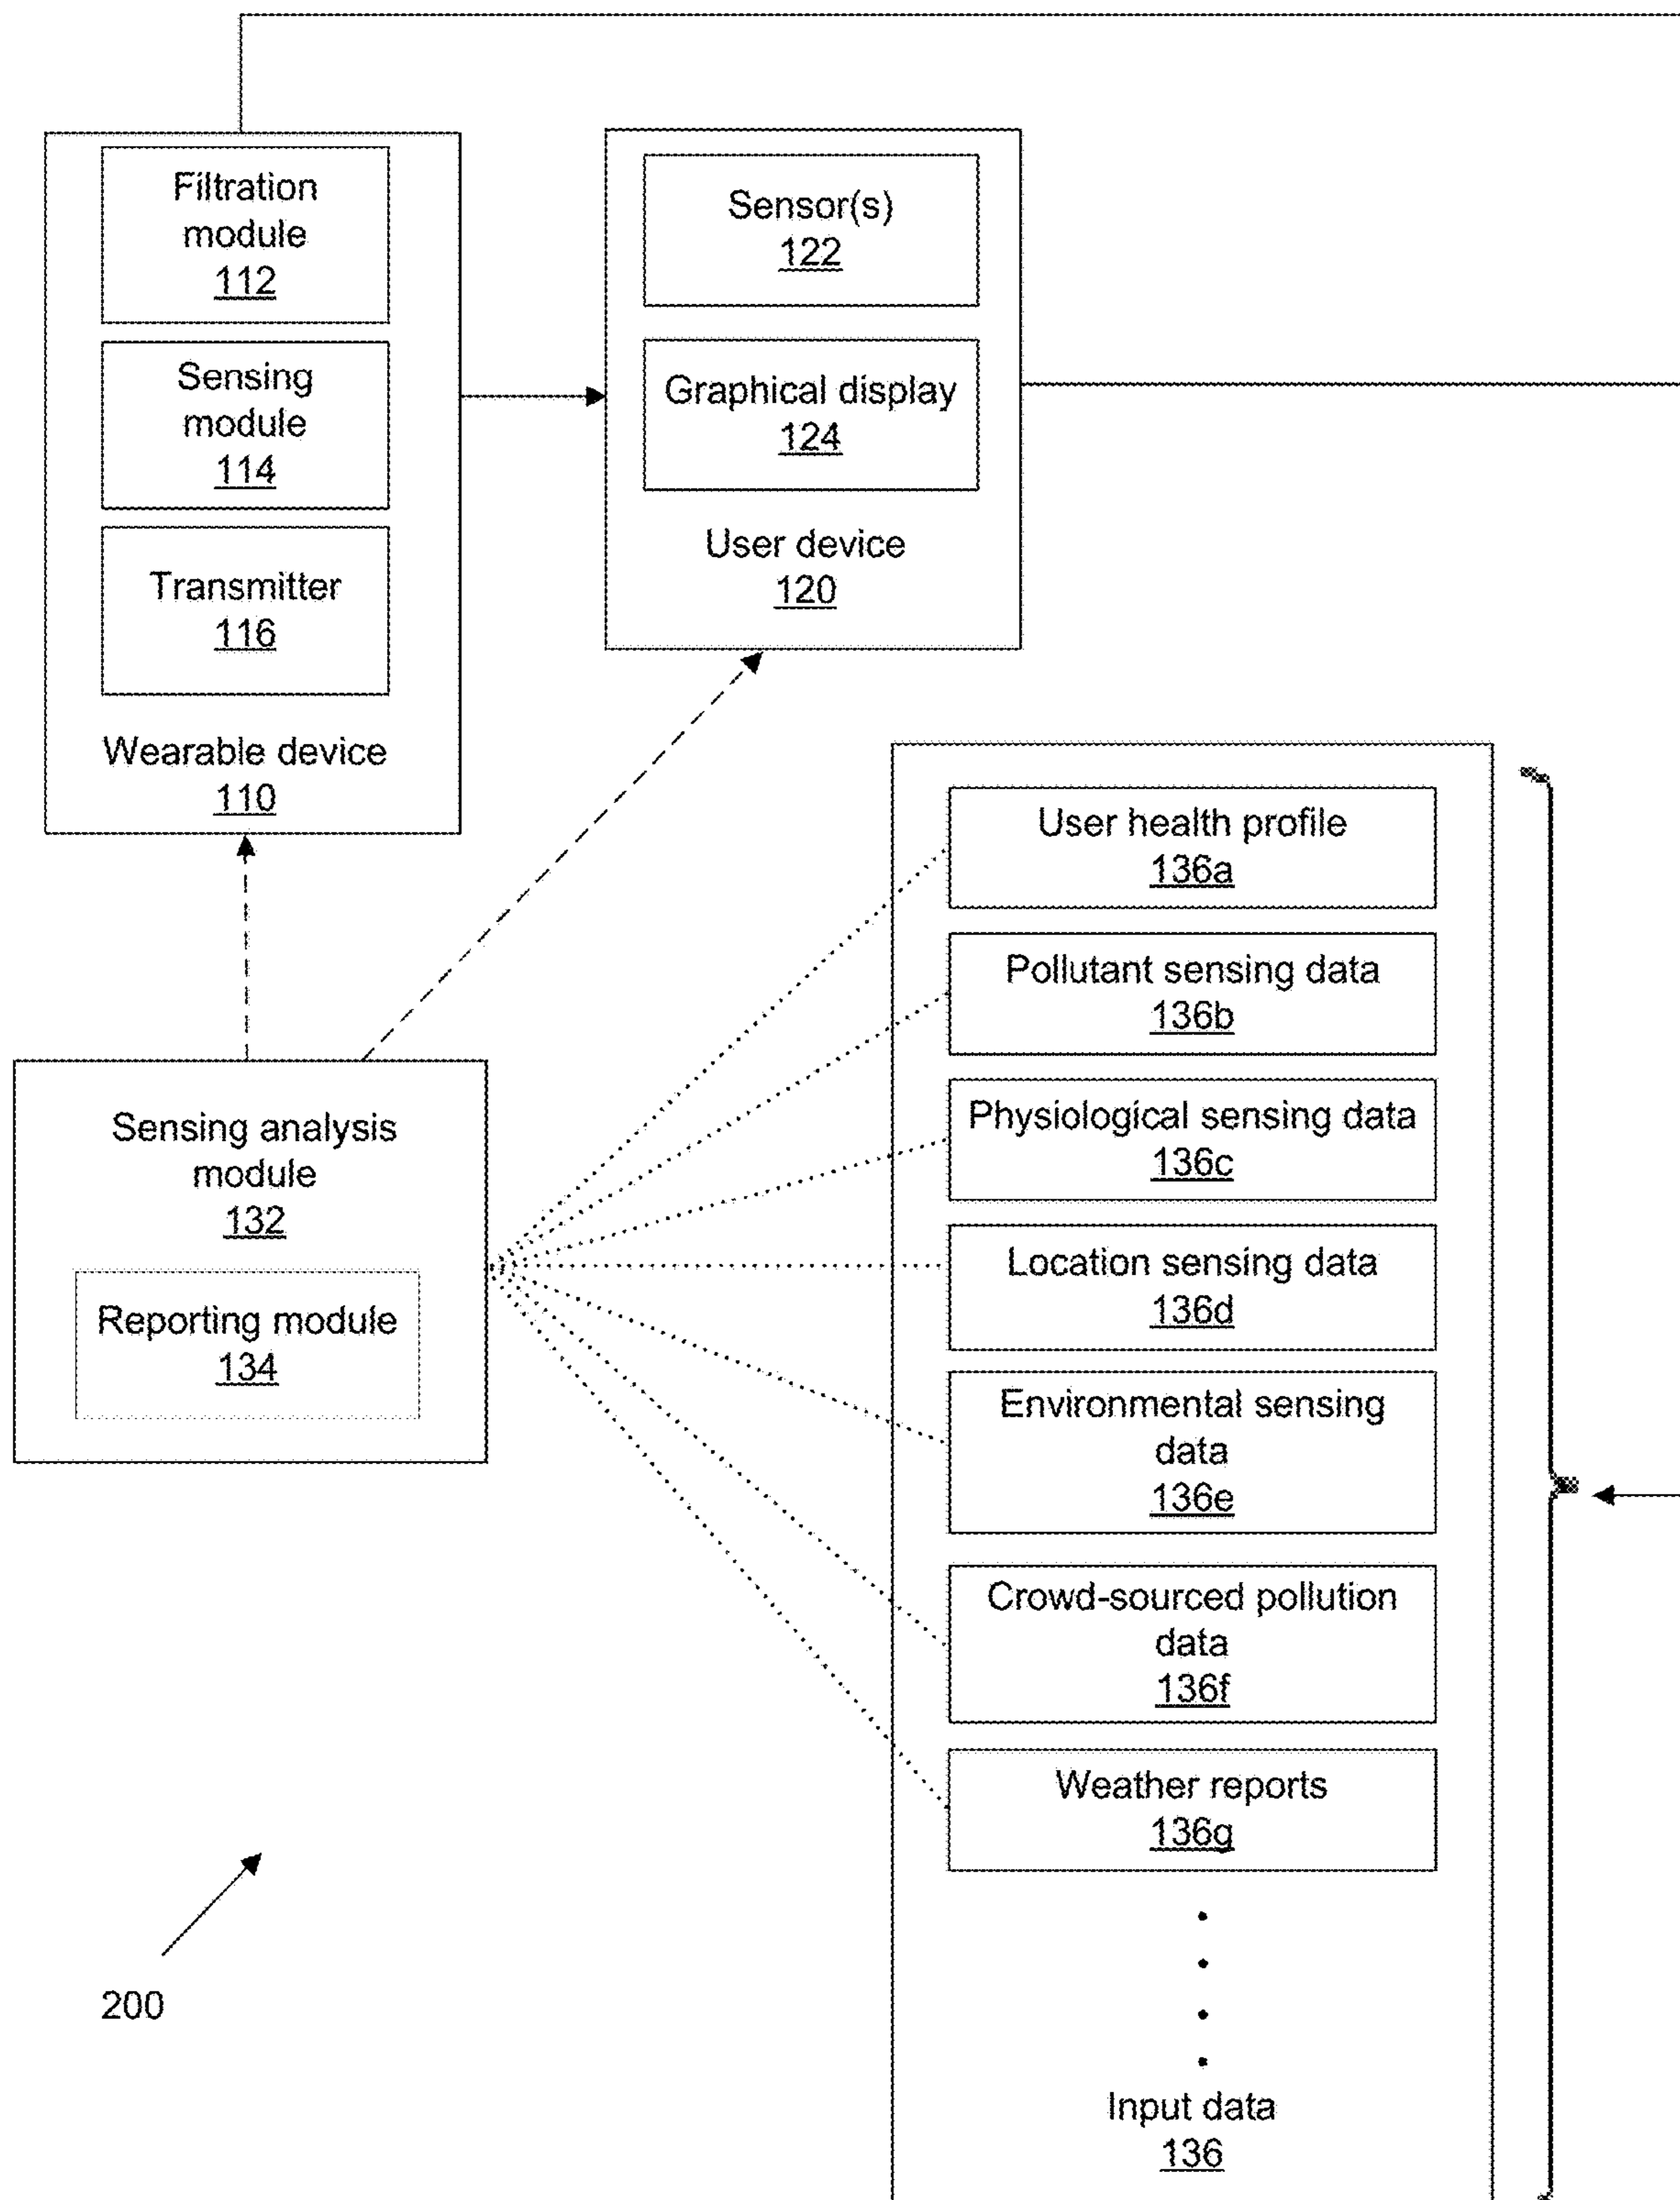 Filtration
module
112
Sensing
module
114
Transmitter
116
Wearable device
110
Sensor(s)
122
Graphical display
124
User device
120
Sensing analysis
module
132
Reporting module
134
User health profile
136a
Pollutant sensing data
136b
Physiological sensing data
136c
Location sensing data
136d
Environmental sensing
data
136e
Crowd-sourced pollution
data
136f
Weather reports
136g
Input data
136
200